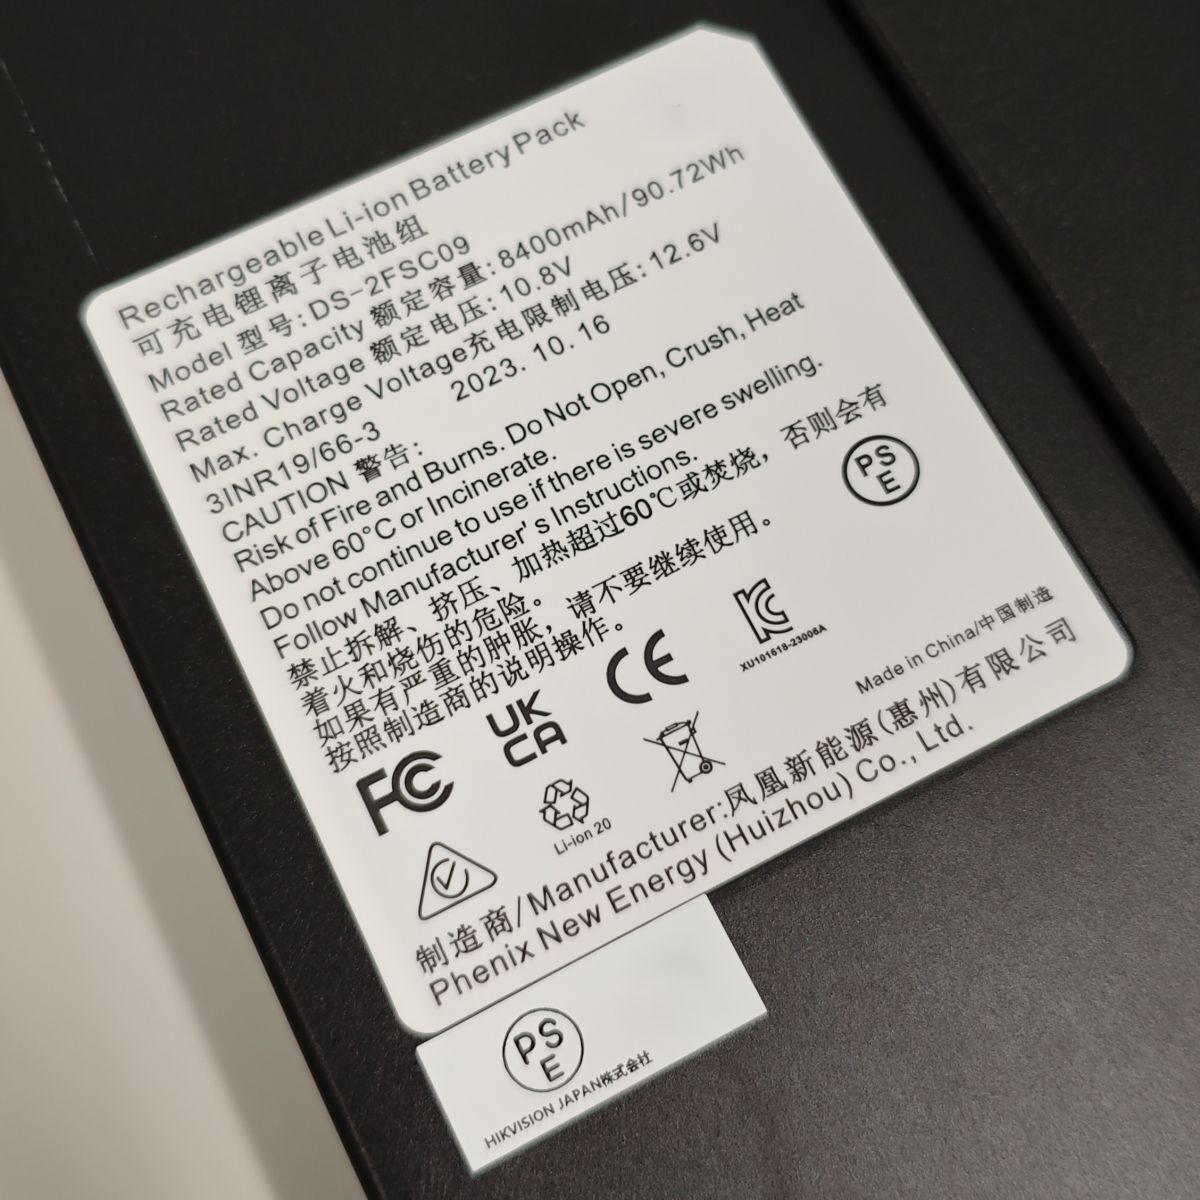 Rechargeable Li-ion Battery Pack
可充电锂离子电池组
Model 型号:DS-2FSC09
Rated Capacity 额定容量:8400mAh/90.72Wh
Rated Voltage 额定电压:10.8V
Max. Charge Voltage充电限制电压:12.6V
3INR19/66-3 2023.10.16
CAUTION 警告:
Risk of Fire and Burns. Do Not Open, Crush, Heat
Above 60°C or Incinerate.
Do not continue to use if there is severe swelling.
Follow Manufacturer's Instructions.
禁止拆解、挤压、加热超过60℃或焚烧，否则会有
着火和烧伤的危险。
如果有严重的肿胀，请不要继续使用。
按照制造商的说明操作。
PSE
FC
UK
CA
CE
KC
XU101618-23006A
Li-ion 20
Made in China/中国制造
制造商/Manufacturer:凤凰新能源(惠州)有限公司
Phenix New Energy (Huizhou) Co., Ltd.
PSE
HIKVISION JAPAN株式会社